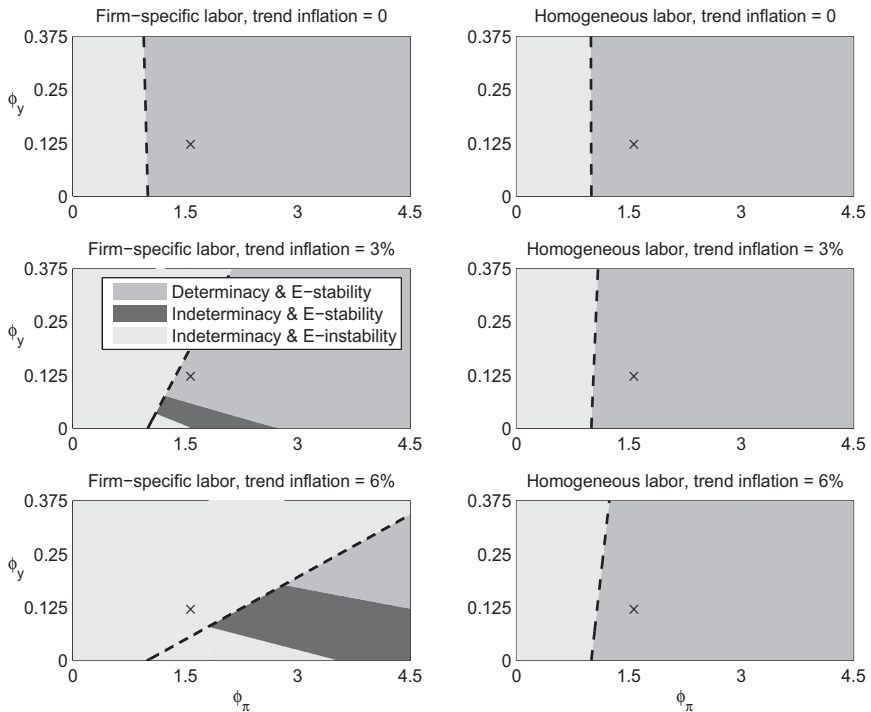 Firm−specific labor, trend inflation = 0
0.375
0.25
ϕy
0.125
0
0 1.5 3 4.5
Homogeneous labor, trend inflation = 0
0.375
0.25
0.125
0
0 1.5 3 4.5
Firm−specific labor, trend inflation = 3%
0.375
Determinacy & E−stability
Indeterminacy & E−stability
Indeterminacy & E−instability
0.25
ϕy
0.125
0
0 1.5 3 4.5
Homogeneous labor, trend inflation = 3%
0.375
0.25
0.125
0
0 1.5 3 4.5
Firm−specific labor, trend inflation = 6%
0.375
0.25
ϕy
0.125
0
0 1.5 3 4.5
ϕπ
Homogeneous labor, trend inflation = 6%
0.375
0.25
0.125
0
0 1.5 3 4.5
ϕπ